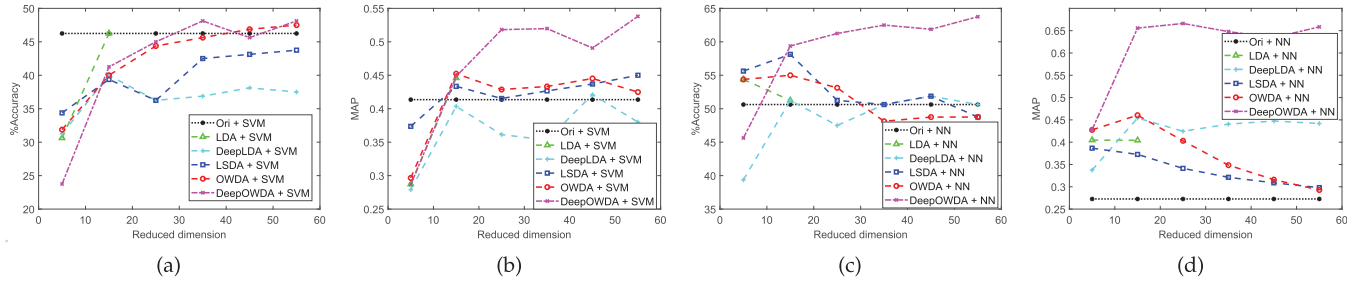 50
45
40
35
30
25
20
%Accuracy
0 10 20 30 40 50 60
Reduced dimension
Ori + SVM
LDA + SVM
DeepLDA + SVM
LSDA + SVM
OWDA + SVM
DeepOWDA + SVM
(a)
0.55
0.5
0.45
0.4
0.35
0.3
0.25
MAP
0 10 20 30 40 50 60
Reduced dimension
Ori + SVM
LDA + SVM
DeepLDA + SVM
LSDA + SVM
OWDA + SVM
DeepOWDA + SVM
(b)
65
60
55
50
45
40
35
%Accuracy
0 10 20 30 40 50 60
Reduced dimension
Ori + NN
LDA + NN
DeepLDA + NN
LSDA + NN
OWDA + NN
DeepOWDA + NN
(c)
0.65
0.6
0.55
0.5
0.45
0.4
0.35
0.3
0.25
MAP
0 10 20 30 40 50 60
Reduced dimension
Ori + NN
LDA + NN
DeepLDA + NN
LSDA + NN
OWDA + NN
DeepOWDA + NN
(d)